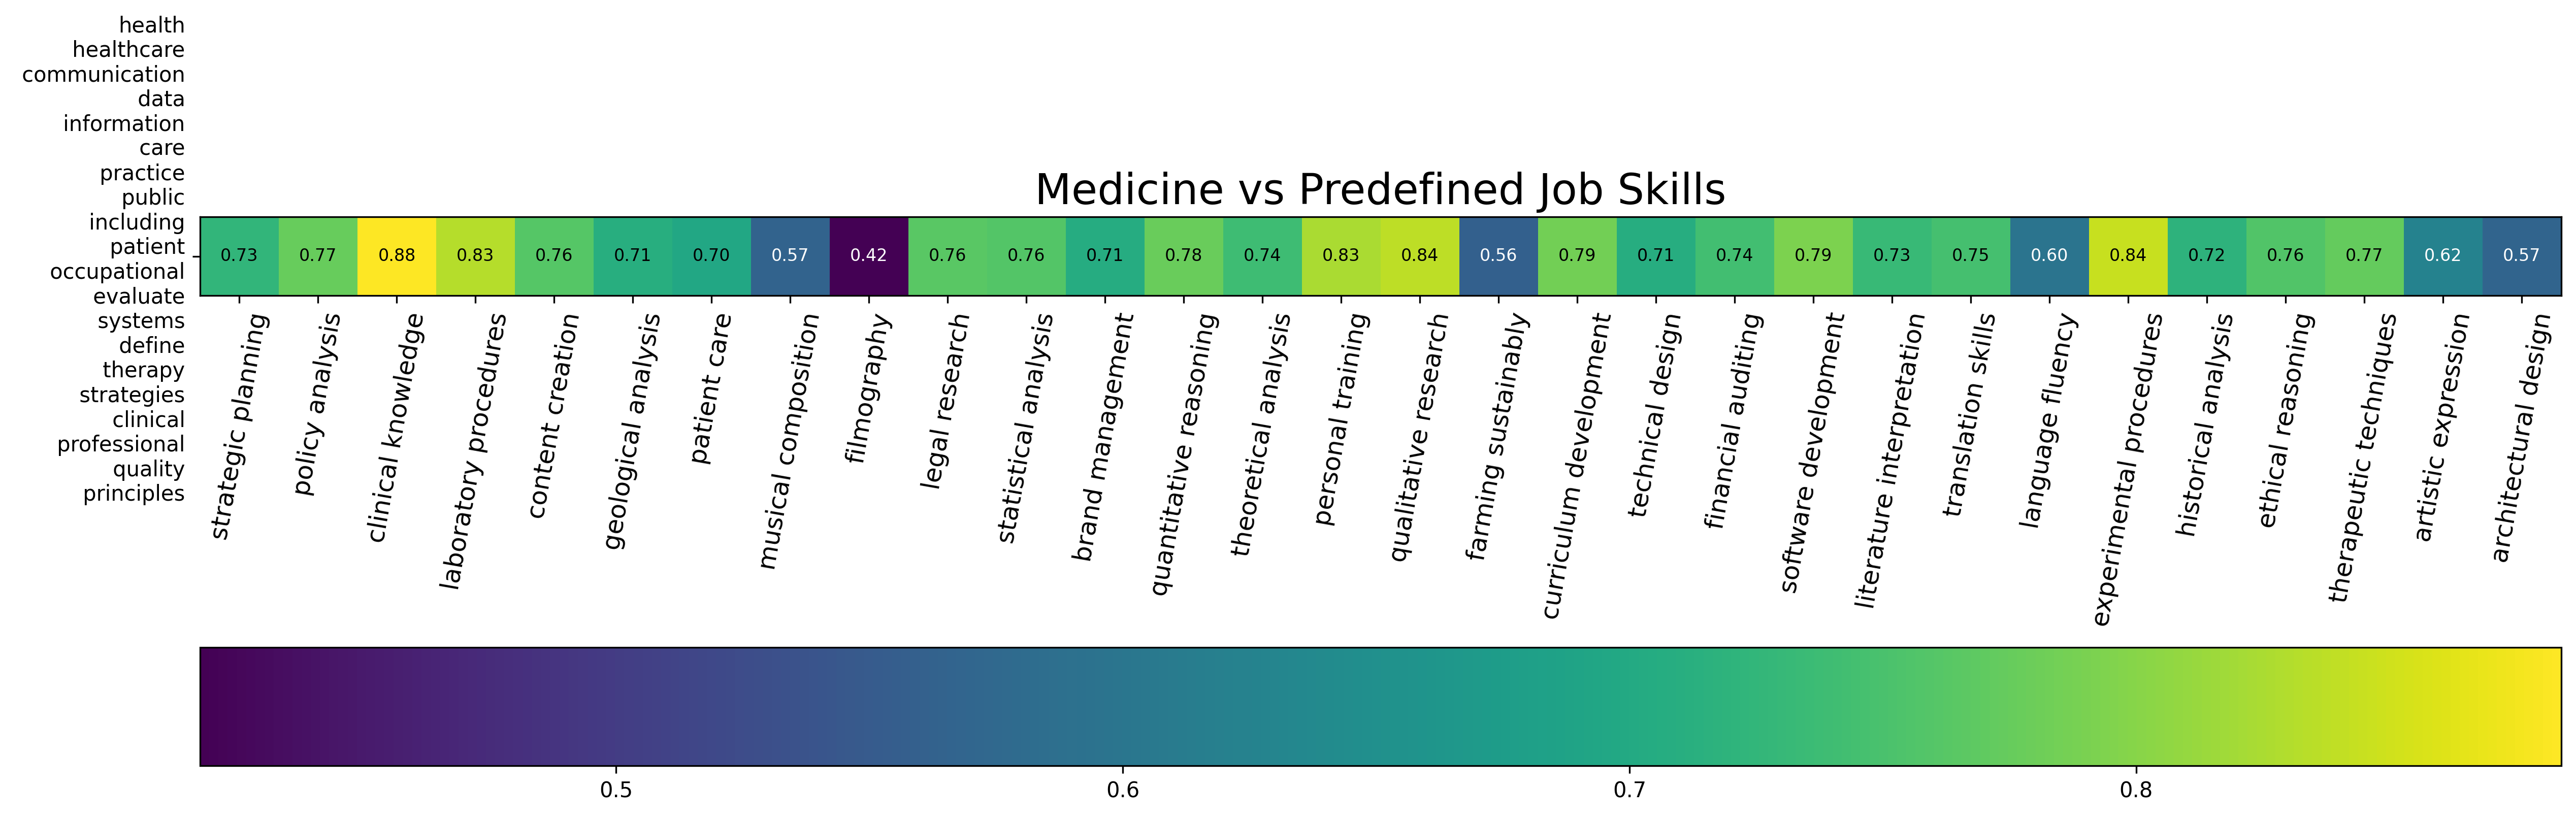 health
healthcare
communication
data
information
care
practice
public
including
patient
occupational
evaluate
systems
define
therapy
strategies
clinical
professional
quality
principles
Medicine vs Predefined Job Skills
0.73 0.77 0.88 0.83 0.76 0.71 0.70 0.57 0.42 0.76 0.76 0.71 0.78 0.74 0.83 0.84 0.56 0.79 0.71 0.74 0.79 0.73 0.75 0.60 0.84 0.72 0.76 0.77 0.62 0.57
strategic planning
policy analysis
clinical knowledge
laboratory procedures
content creation
geological analysis
patient care
musical composition
filmography
legal research
statistical analysis
brand management
quantitative reasoning
theoretical analysis
personal training
qualitative research
farming sustainably
curriculum development
technical design
financial auditing
software development
literature interpretation
translation skills
language fluency
experimental procedures
historical analysis
ethical reasoning
therapeutic techniques
artistic expression
architectural design
0.5 0.6 0.7 0.8